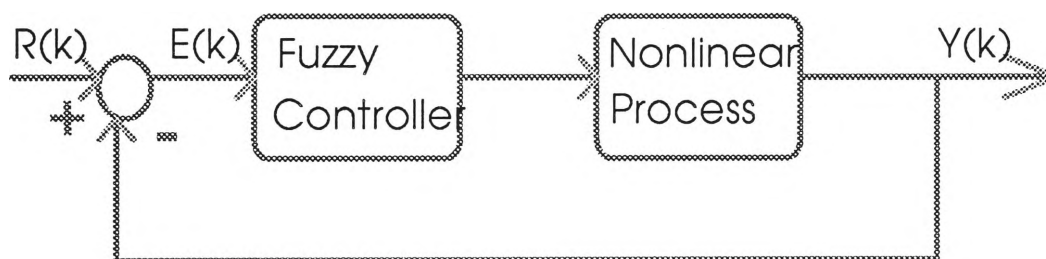 R(k)
E(k)
Fuzzy
Controller
Nonlinear
Process
Y(k)
+
-